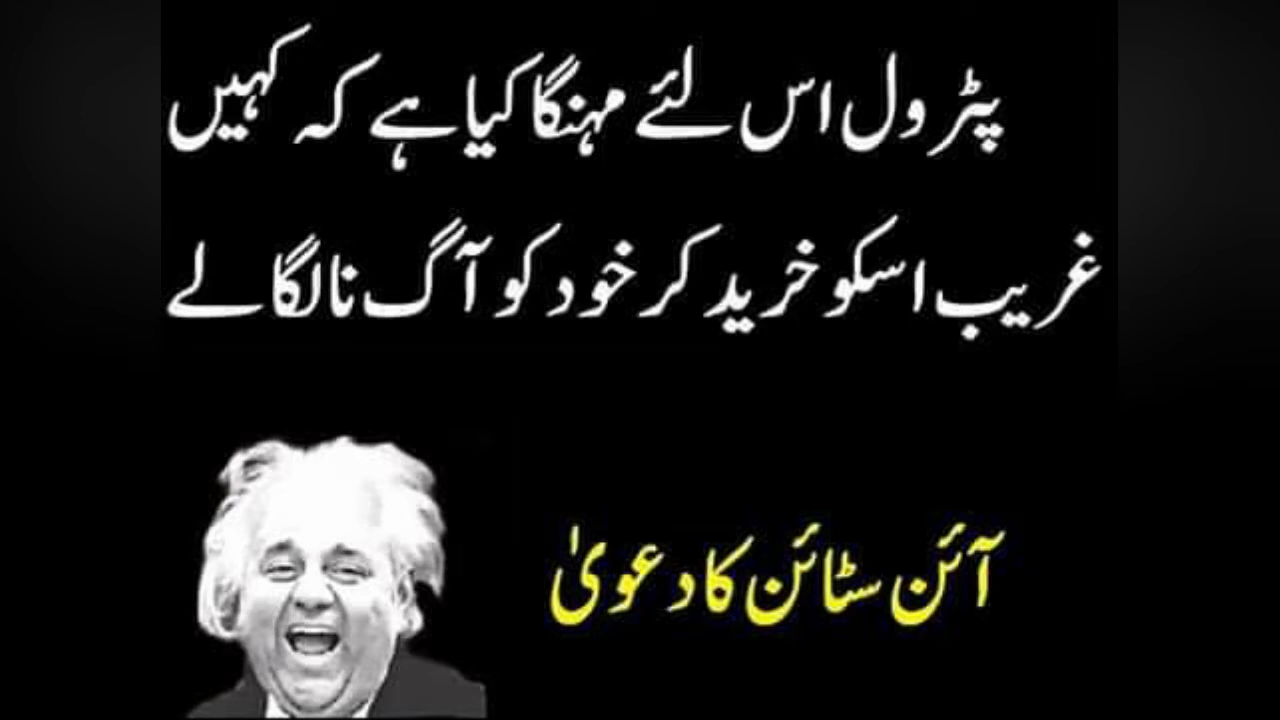 پٹرول اس لئے مہنگا کیا ہے کہ کہیں
غریب اسکو خرید کر خود کو آگ نا لگا لے
آئن سٹائن کا دعویٰ